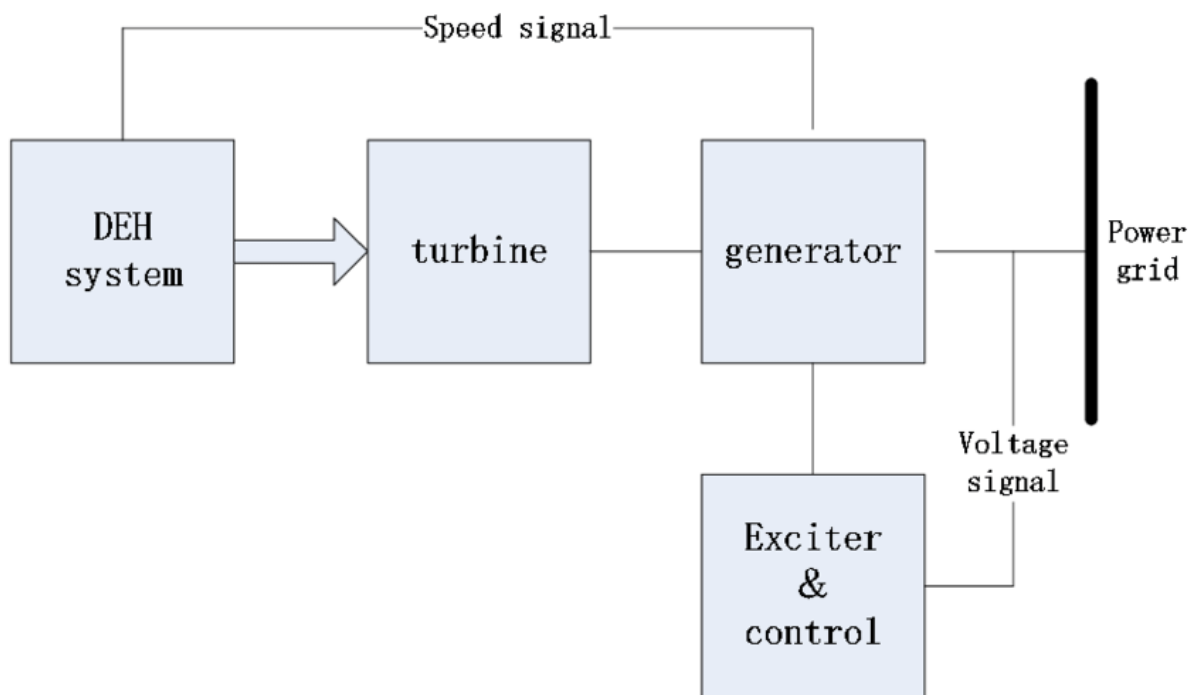 Speed signal
DEH
system
turbine
generator
Power
grid
Voltage
signal
Exciter
&
control